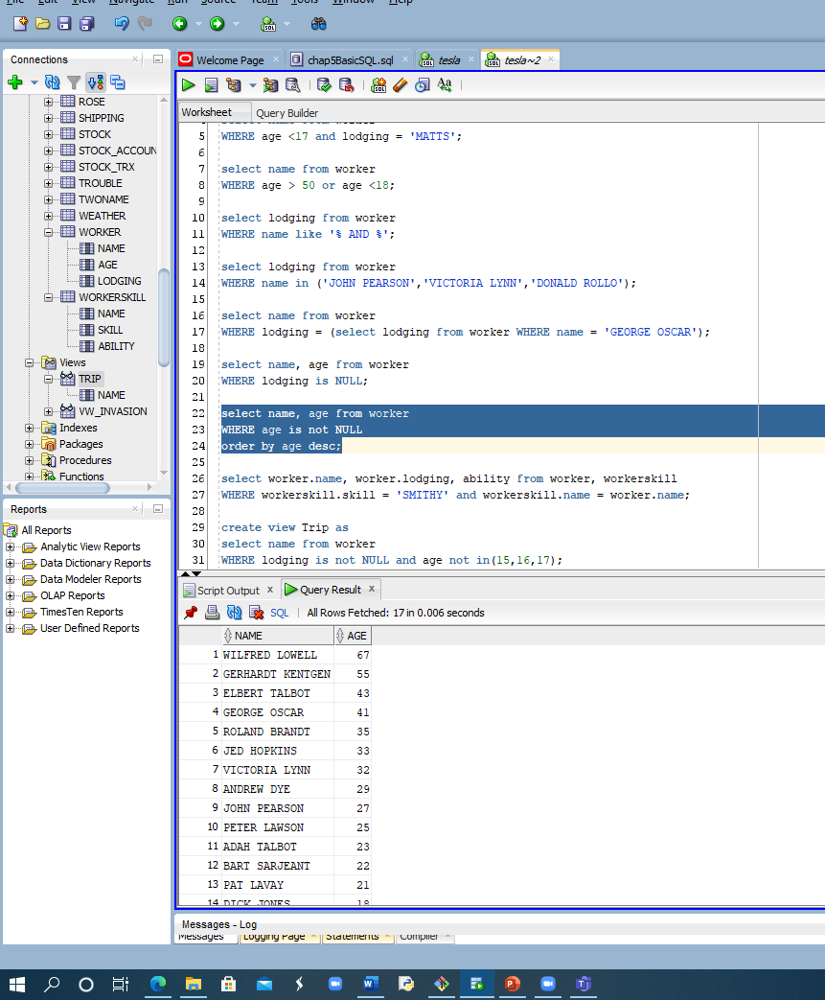 File Edit View Navigate Run Source Team Tools Window Help
Connections
Welcome Page
chap5BasicSQL.sql
tesla
tesla~2
Worksheet
Query Builder
ROSE
SHIPPING
STOCK
STOCK_ACCOUN
STOCK_TRX
TROUBLE
TWONAME
WEATHER
WORKER
NAME
AGE
LODGING
WORKERSKILL
NAME
SKILL
ABILITY
Views
TRIP
NAME
VW_INVASION
Indexes
Packages
Procedures
Functions
Reports
All Reports
Analytic View Reports
Data Dictionary Reports
Data Modeler Reports
OLAP Reports
TimesTen Reports
User Defined Reports
select name from worker
5 WHERE age <17 and lodging = 'MATTS';
6
7 select name from worker
8 WHERE age > 50 or age <18;
9
10 select lodging from worker
11 WHERE name like '% AND %';
12
13 select lodging from worker
14 WHERE name in ('JOHN PEARSON','VICTORIA LYNN','DONALD ROLLO');
15
16 select name from worker
17 WHERE lodging = (select lodging from worker WHERE name = 'GEORGE OSCAR');
18
19 select name, age from worker
20 WHERE lodging is NULL;
21
22 select name, age from worker
23 WHERE age is not NULL
24 order by age desc;
25
26 select worker.name, worker.lodging, ability from worker, workerskill
27 WHERE workerskill.skill = 'SMITHY' and workerskill.name = worker.name;
28
29 create view Trip as
30 select name from worker
31 WHERE lodging is not NULL and age not in(15,16,17);
Script Output x Query Result x
SQL | All Rows Fetched: 17 in 0.006 seconds
NAME AGE
1 WILFRED LOWELL 67
2 GERHARDT KENTGEN 55
3 ELBERT TALBOT 43
4 GEORGE OSCAR 41
5 ROLAND BRANDT 35
6 JED HOPKINS 33
7 VICTORIA LYNN 32
8 ANDREW DYE 29
9 JOHN PEARSON 27
10 PETER LAWSON 25
11 ADAH TALBOT 23
12 BART SARJEANT 22
13 PAT LAVAY 21
14 DICK JONES 18
Messages - Log
Messages Logging Page Statements Compiler